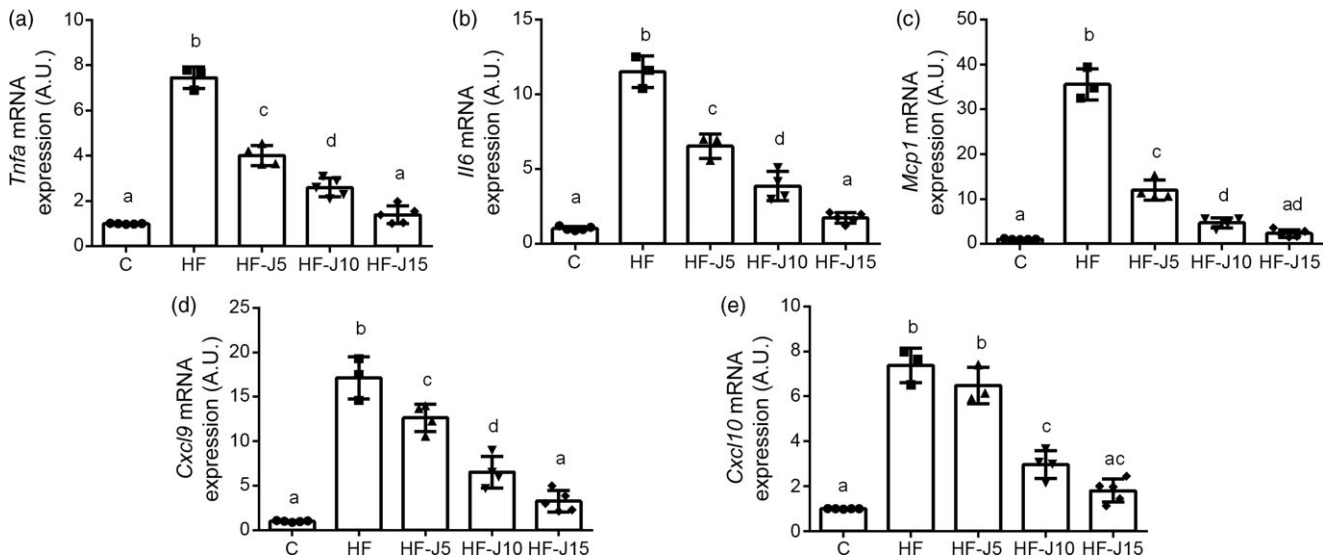 (a)
Tnfa mRNA
expression (A.U.)
8
6
4
2
0
a
b
c
d
a
C HF HF-J5 HF-J10 HF-J15
(b)
Il6 mRNA
expression (A.U.)
15
10
5
0
a
b
c
d
a
C HF HF-J5 HF-J10 HF-J15
(c)
Mcp1 mRNA
expression (A.U.)
50
40
30
20
10
0
a
b
c
d
ad
C HF HF-J5 HF-J10 HF-J15
(d)
Cxcl9 mRNA
expression (A.U.)
25
20
15
10
5
0
a
b
c
d
a
C HF HF-J5 HF-J10 HF-J15
(e)
Cxcl10 mRNA
expression (A.U.)
10
8
6
4
2
0
a
b
b
c
ac
C HF HF-J5 HF-J10 HF-J15